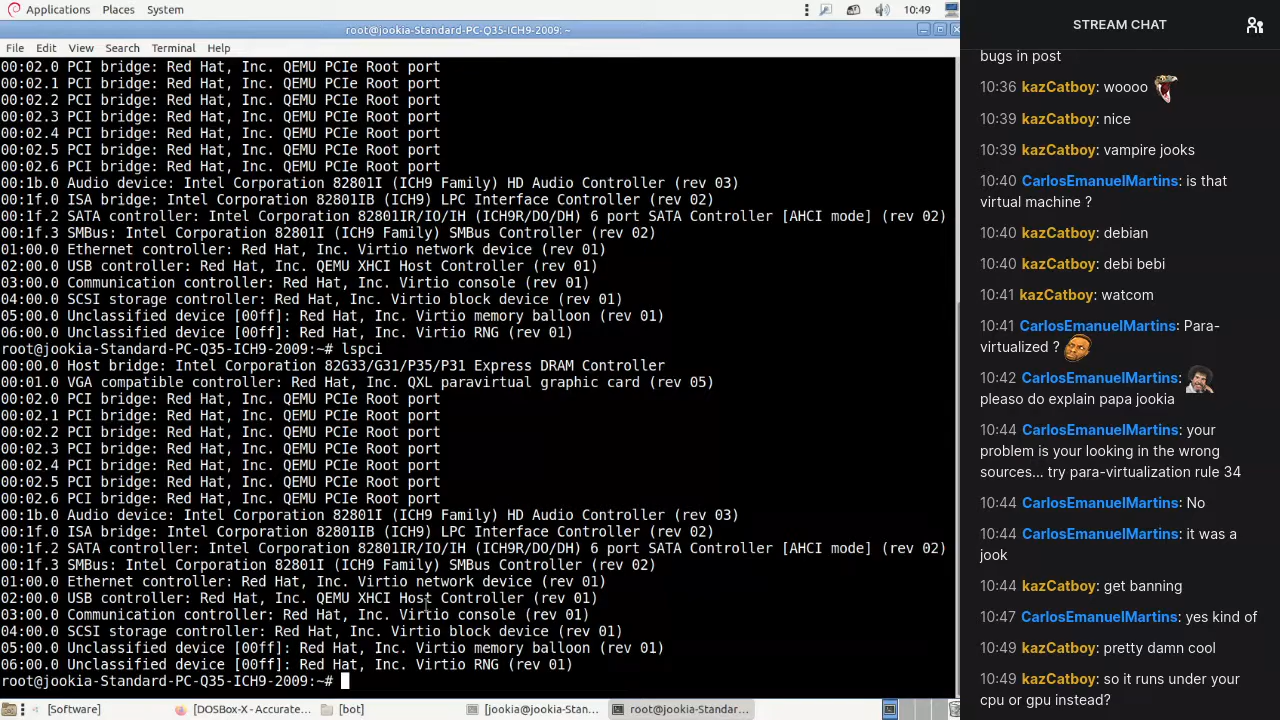 Applications Places System
10:49
root@jookia-Standard-PC-Q35-ICH9-2009: ~
File Edit View Search Terminal Help
00:02.0 PCI bridge: Red Hat, Inc. QEMU PCIe Root port
00:02.1 PCI bridge: Red Hat, Inc. QEMU PCIe Root port
00:02.2 PCI bridge: Red Hat, Inc. QEMU PCIe Root port
00:02.3 PCI bridge: Red Hat, Inc. QEMU PCIe Root port
00:02.4 PCI bridge: Red Hat, Inc. QEMU PCIe Root port
00:02.5 PCI bridge: Red Hat, Inc. QEMU PCIe Root port
00:02.6 PCI bridge: Red Hat, Inc. QEMU PCIe Root port
00:1b.0 Audio device: Intel Corporation 82801I (ICH9 Family) HD Audio Controller (rev 03)
00:1f.0 ISA bridge: Intel Corporation 82801IB (ICH9) LPC Interface Controller (rev 02)
00:1f.2 SATA controller: Intel Corporation 82801IR/IO/IH (ICH9R/DO/DH) 6 port SATA Controller [AHCI mode] (rev 02)
00:1f.3 SMBus: Intel Corporation 82801I (ICH9 Family) SMBus Controller (rev 02)
01:00.0 Ethernet controller: Red Hat, Inc. Virtio network device (rev 01)
02:00.0 USB controller: Red Hat, Inc. QEMU XHCI Host Controller (rev 01)
03:00.0 Communication controller: Red Hat, Inc. Virtio console (rev 01)
04:00.0 SCSI storage controller: Red Hat, Inc. Virtio block device (rev 01)
05:00.0 Unclassified device [00ff]: Red Hat, Inc. Virtio memory balloon (rev 01)
06:00.0 Unclassified device [00ff]: Red Hat, Inc. Virtio RNG (rev 01)
root@jookia-Standard-PC-Q35-ICH9-2009:~# lspci
00:00.0 Host bridge: Intel Corporation 82G33/G31/P35/P31 Express DRAM Controller
00:01.0 VGA compatible controller: Red Hat, Inc. QXL paravirtual graphic card (rev 05)
00:02.0 PCI bridge: Red Hat, Inc. QEMU PCIe Root port
00:02.1 PCI bridge: Red Hat, Inc. QEMU PCIe Root port
00:02.2 PCI bridge: Red Hat, Inc. QEMU PCIe Root port
00:02.3 PCI bridge: Red Hat, Inc. QEMU PCIe Root port
00:02.4 PCI bridge: Red Hat, Inc. QEMU PCIe Root port
00:02.5 PCI bridge: Red Hat, Inc. QEMU PCIe Root port
00:02.6 PCI bridge: Red Hat, Inc. QEMU PCIe Root port
00:1b.0 Audio device: Intel Corporation 82801I (ICH9 Family) HD Audio Controller (rev 03)
00:1f.0 ISA bridge: Intel Corporation 82801IB (ICH9) LPC Interface Controller (rev 02)
00:1f.2 SATA controller: Intel Corporation 82801IR/IO/IH (ICH9R/DO/DH) 6 port SATA Controller [AHCI mode] (rev 02)
00:1f.3 SMBus: Intel Corporation 82801I (ICH9 Family) SMBus Controller (rev 02)
01:00.0 Ethernet controller: Red Hat, Inc. Virtio network device (rev 01)
02:00.0 USB controller: Red Hat, Inc. QEMU XHCI Host Controller (rev 01)
03:00.0 Communication controller: Red Hat, Inc. Virtio console (rev 01)
04:00.0 SCSI storage controller: Red Hat, Inc. Virtio block device (rev 01)
05:00.0 Unclassified device [00ff]: Red Hat, Inc. Virtio memory balloon (rev 01)
06:00.0 Unclassified device [00ff]: Red Hat, Inc. Virtio RNG (rev 01)
root@jookia-Standard-PC-Q35-ICH9-2009:~#
[Software]
[DOSBox-X - Accurate...
[bot]
[jookia@jookia-Stan...
root@jookia-Standar...
STREAM CHAT
bugs in post
10:36 kazCatboy: woooo
10:39 kazCatboy: nice
10:39 kazCatboy: vampire jooks
10:40 CarlosEmanuelMartins: is that
virtual machine ?
10:40 kazCatboy: debian
10:40 kazCatboy: debi bebi
10:41 kazCatboy: watcom
10:41 CarlosEmanuelMartins: Para-
virtualized ?
10:42 CarlosEmanuelMartins:
pleaso do explain papa jookia
10:44 CarlosEmanuelMartins: your
problem is your looking in the wrong
sources... try para-virtualization rule 34
10:44 CarlosEmanuelMartins: No
10:44 CarlosEmanuelMartins: it was a
jook
10:44 kazCatboy: get banning
10:47 CarlosEmanuelMartins: yes kind of
10:49 kazCatboy: pretty damn cool
10:49 kazCatboy: so it runs under your
cpu or gpu instead?